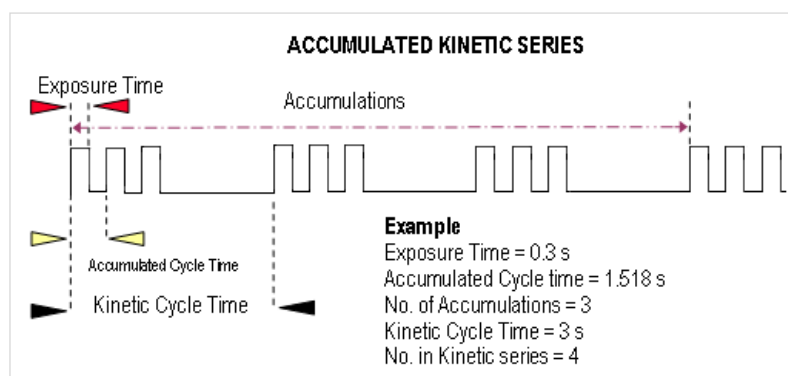 ACCUMULATED KINETIC SERIES
Exposure Time
Accumulations
Accumulated Cycle Time
Kinetic Cycle Time
Example
Exposure Time = 0.3 s
Accumulated Cycle time = 1.518 s
No. of Accumulations = 3
Kinetic Cycle Time = 3 s
No. in Kinetic series = 4